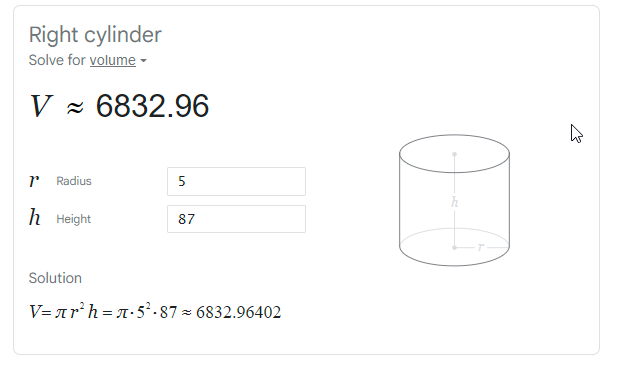 Right cylinder
Solve for volume
V ≈ 6832.96
r Radius 5
h Height 87
h
r
Solution
V= π r² h = π·5²·87 ≈ 6832.96402